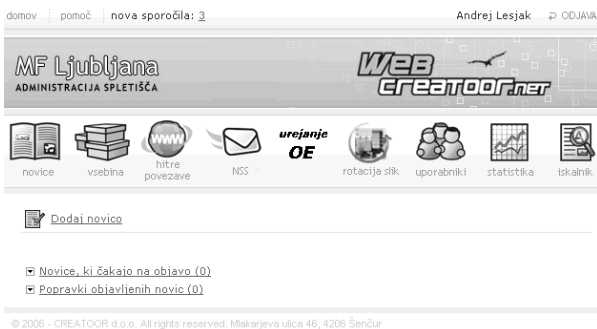 domov pomoč nova sporočila: 3 Andrej Lesjak ODJAVA
MF Ljubljana
ADMINISTRACIJA SPLETIŠČA
WEB
CREATOOR.NET
www
novice vsebina hitre povezave NSS urejanje OE rotacija slik uporabniki statistika iskalnik
Dodaj novico
Novice, ki čakajo na objavo (0)
Popravki objavljenih novic (0)
© 2006 - CREATOOR d.o.o. All rights reserved. Mlakarjeva ulica 46, 4206 Šenčur